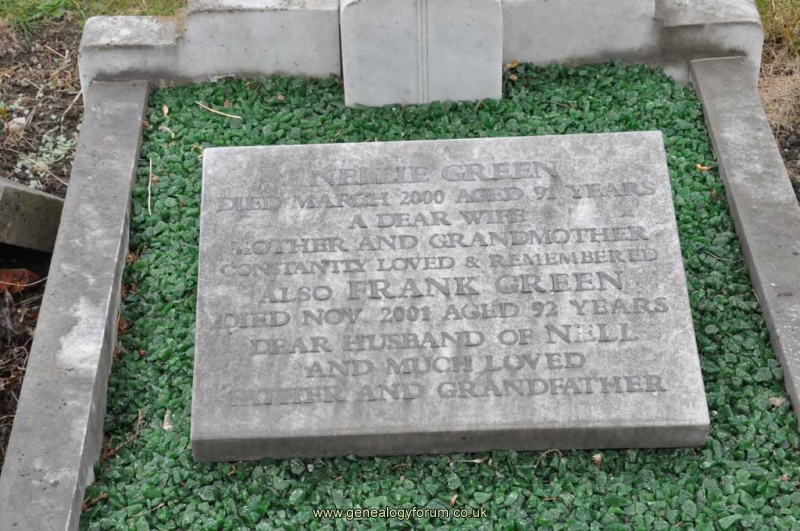 NELLIE GREEN
DIED MARCH 2000 AGED 91 YEARS
A DEAR WIFE
MOTHER AND GRANDMOTHER
CONSTANTLY LOVED & REMEMBERED
ALSO FRANK GREEN
DIED NOV. 2001 AGED 92 YEARS
DEAR HUSBAND OF NELL
AND MUCH LOVED
FATHER AND GRANDFATHER
www.genealogyforum.co.uk